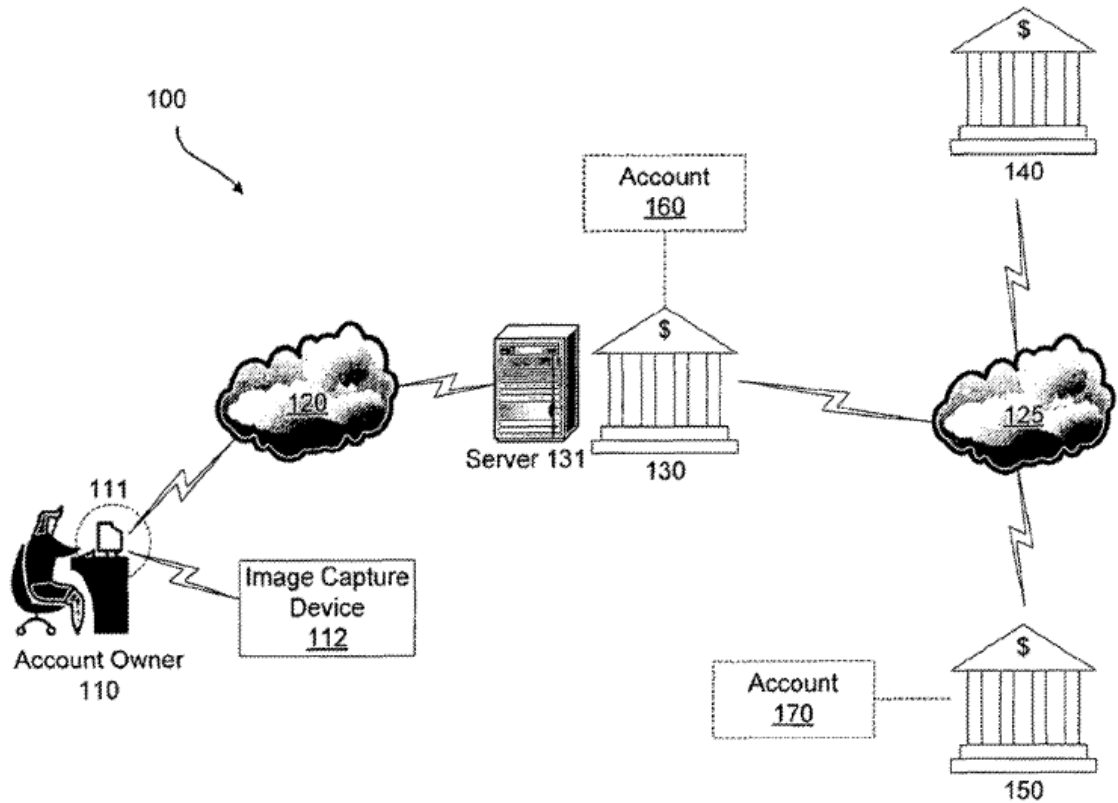 $
140
100
Account
160
$
120
125
Server 131
130
111
Image Capture
Device
112
Account Owner
110
$
Account
170
150